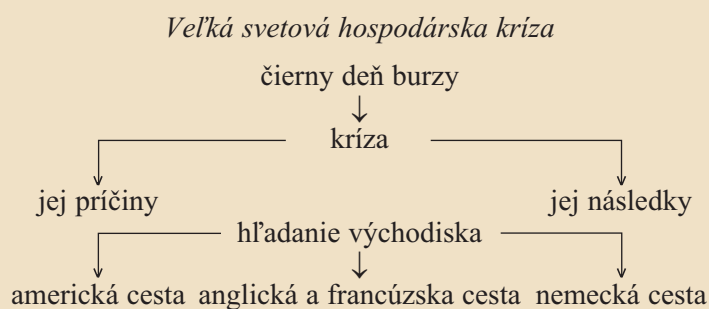 Veľká svetová hospodárska kríza
čierny deň burzy
kríza
jej príčiny
jej následky
hľadanie východiska
americká cesta anglická a francúzska cesta nemecká cesta